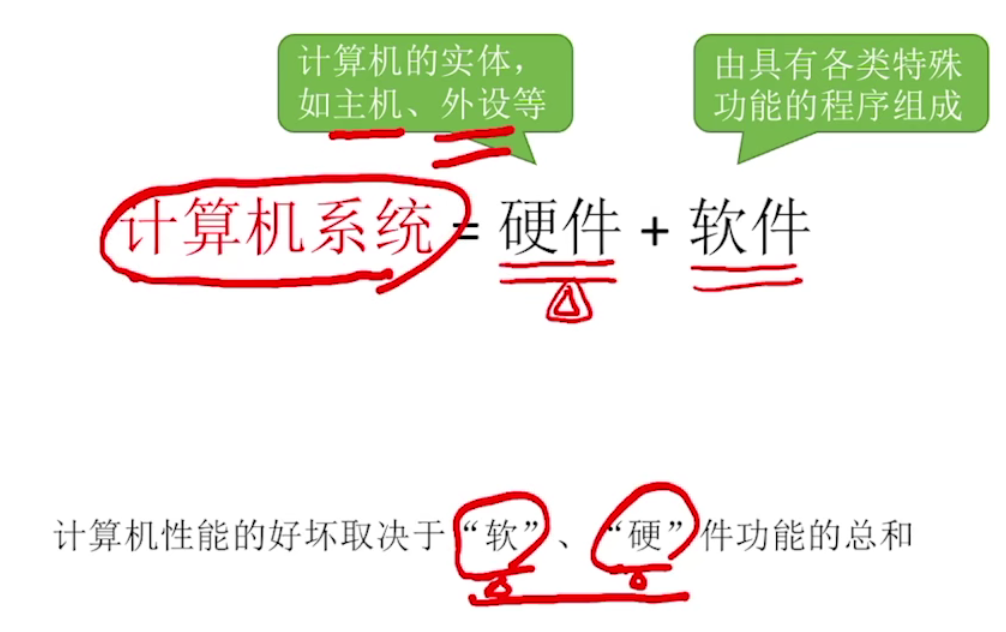 计算机的实体，
如主机、外设等
由具有各类特殊
功能的程序组成
计算机系统 = 硬件 + 软件
计算机性能的好坏取决于“软”、“硬”件功能的总和